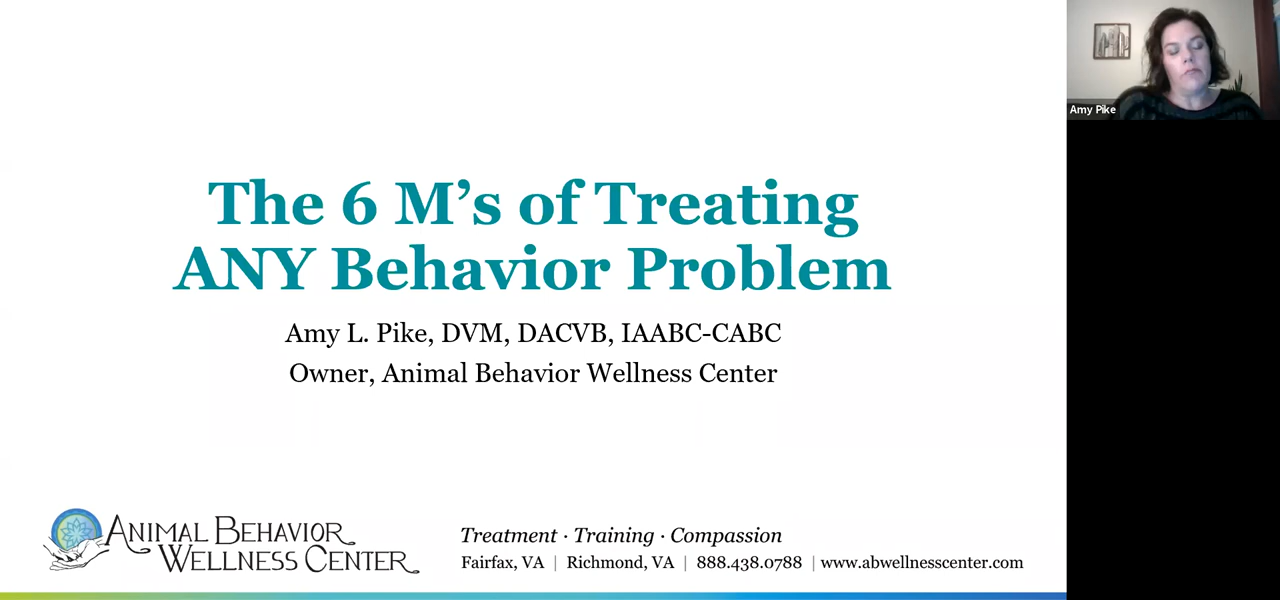 The 6 M’s of Treating
ANY Behavior Problem
Amy L. Pike, DVM, DACVB, IAABC-CABC
Owner, Animal Behavior Wellness Center
Animal Behavior
Wellness Center
Treatment · Training · Compassion
Fairfax, VA | Richmond, VA | 888.438.0788 | www.abwellnesscenter.com
Amy Pike